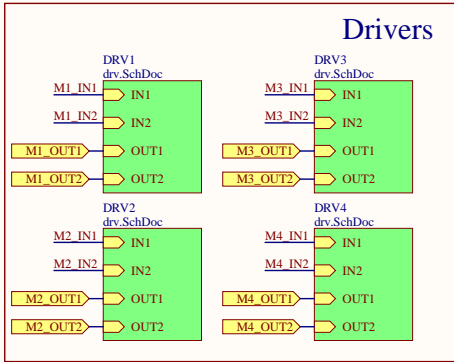 Drivers
DRV1
drv.SchDoc
M1_IN1 IN1
M1_IN2 IN2
M1_OUT1 OUT1
M1_OUT2 OUT2
DRV3
drv.SchDoc
M3_IN1 IN1
M3_IN2 IN2
M3_OUT1 OUT1
M3_OUT2 OUT2
DRV2
drv.SchDoc
M2_IN1 IN1
M2_IN2 IN2
M2_OUT1 OUT1
M2_OUT2 OUT2
DRV4
drv.SchDoc
M4_IN1 IN1
M4_IN2 IN2
M4_OUT1 OUT1
M4_OUT2 OUT2